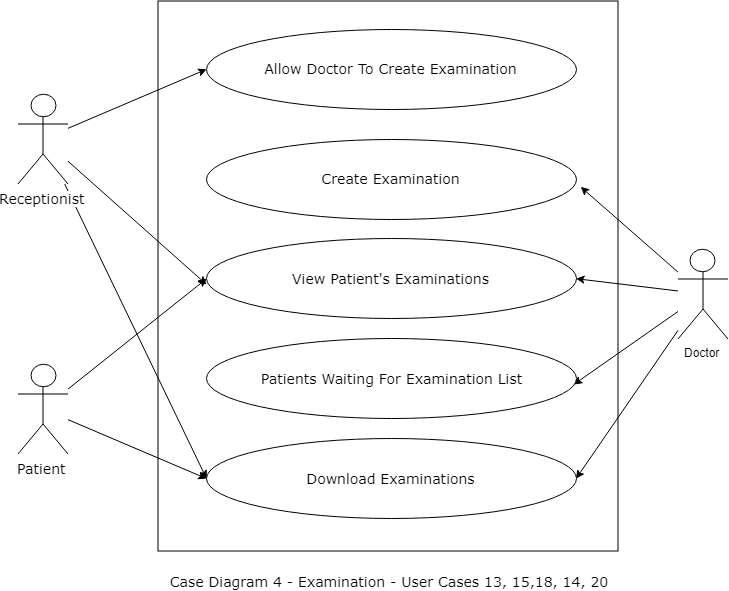 Allow Doctor To Create Examination
Create Examination
Receptionist
View Patient's Examinations
Doctor
Patients Waiting For Examination List
Patient
Download Examinations
Case Diagram 4 - Examination - User Cases 13, 15,18, 14, 20